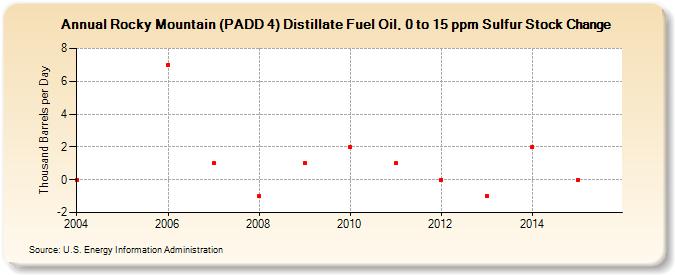 Annual Rocky Mountain (PADD 4) Distillate Fuel Oil, 0 to 15 ppm Sulfur Stock Change
Thousand Barrels per Day
8
6
4
2
0
-2
2004 2006 2008 2010 2012 2014
Source: U.S. Energy Information Administration